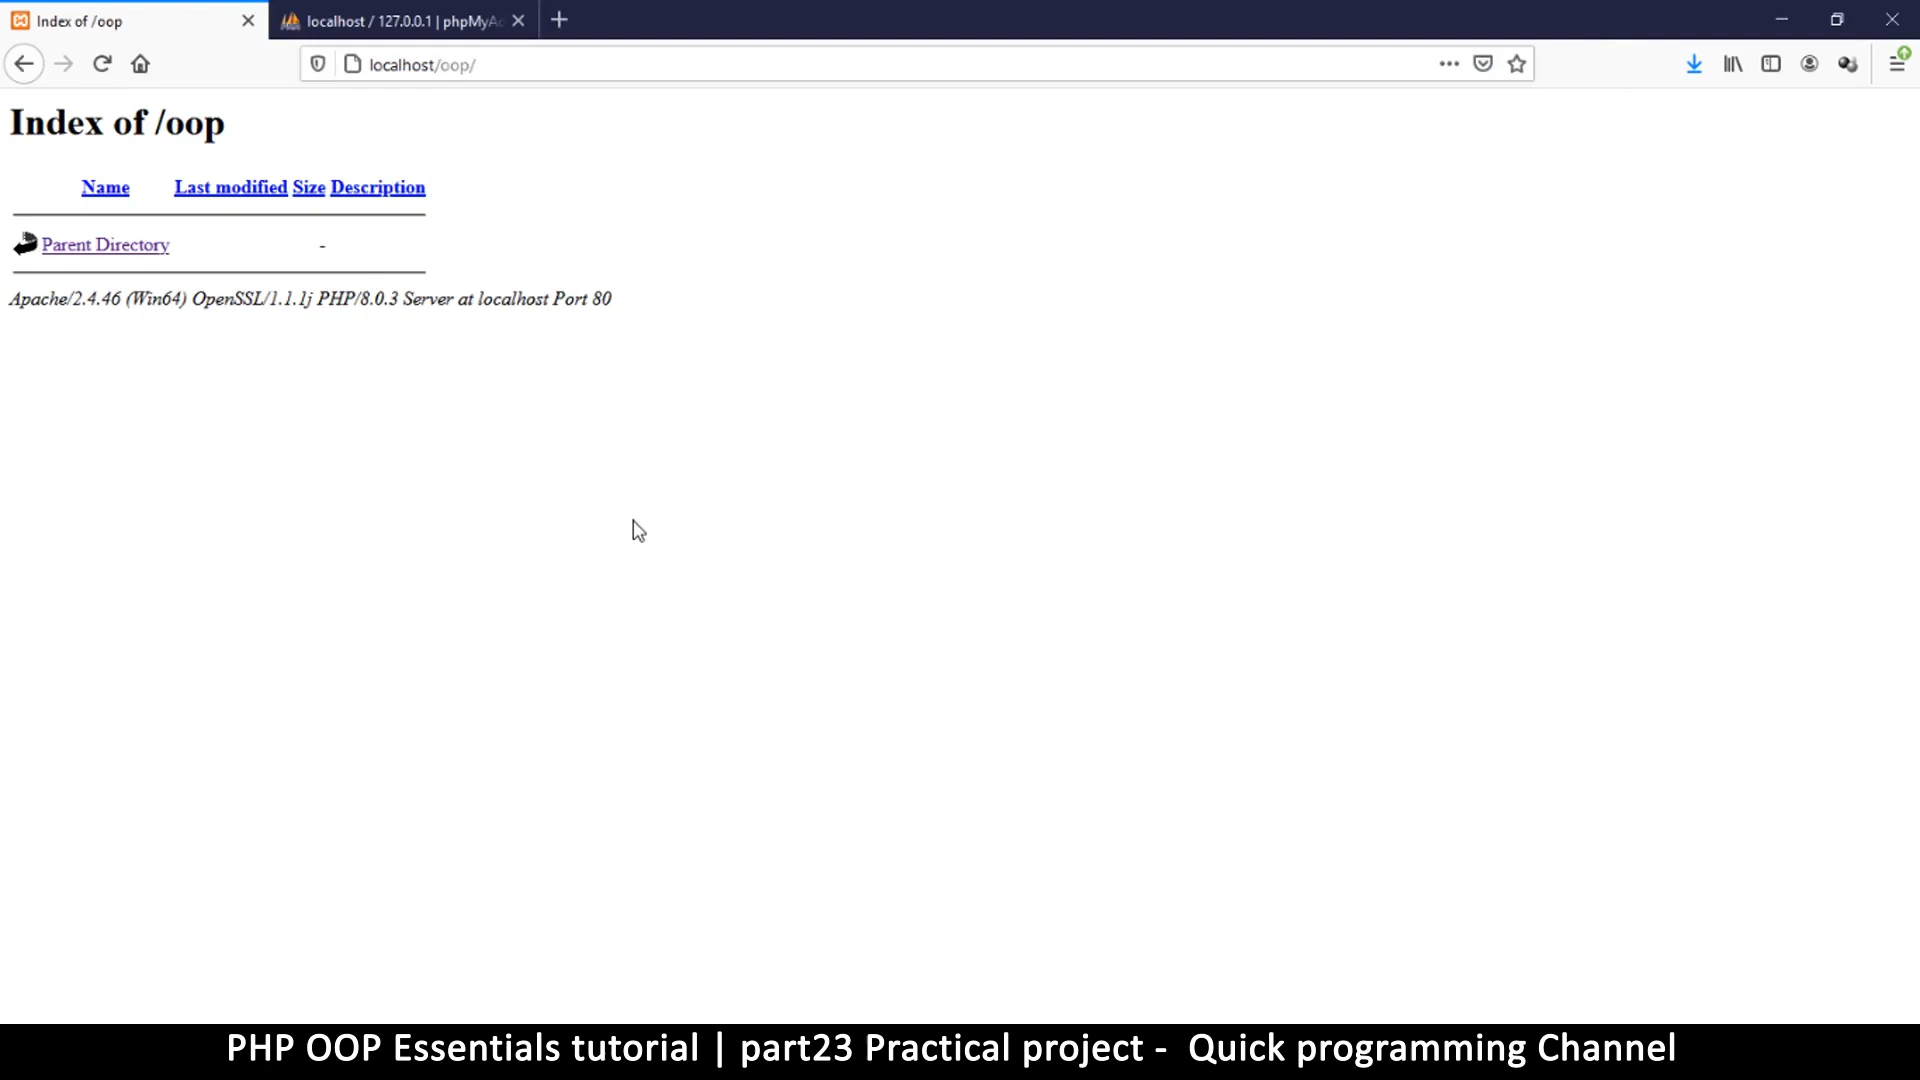 Index of /oop
localhost / 127.0.0.1 | phpMyAd
localhost/oop/
Index of /oop
Name Last modified Size Description
Parent Directory -
Apache/2.4.46 (Win64) OpenSSL/1.1.1j PHP/8.0.3 Server at localhost Port 80
PHP OOP Essentials tutorial | part23 Practical project - Quick programming Channel